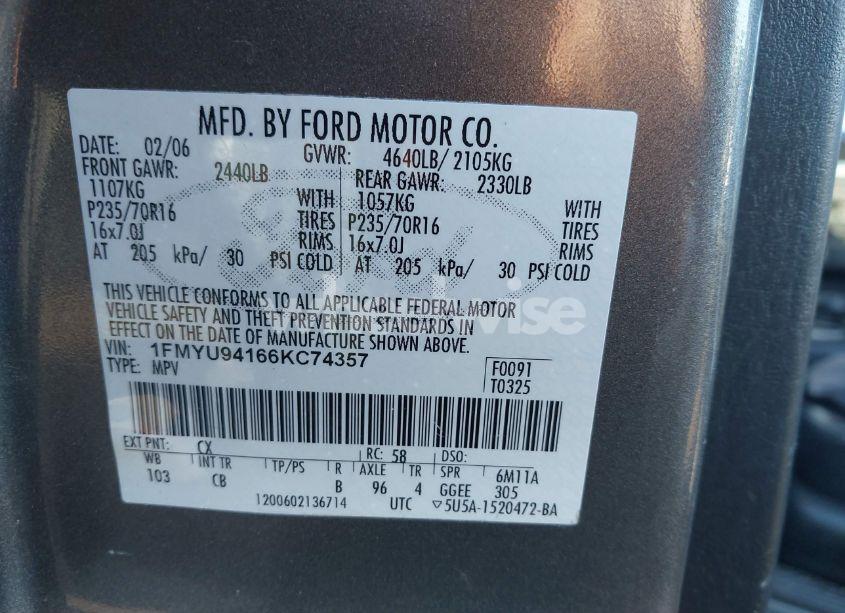 MFD. BY FORD MOTOR CO.
DATE: 02/06 GVWR: 4640LB/ 2105KG
FRONT GAWR: 2440LB REAR GAWR: 2330LB
1107KG WITH 1057KG WITH
P235/70R16 TIRES P235/70R16 TIRES
16x7.0J RIMS 16x7.0J RIMS
AT 205 kPa/ 30 PSI COLD AT 205 kPa/ 30 PSI COLD
THIS VEHICLE CONFORMS TO ALL APPLICABLE FEDERAL MOTOR
VEHICLE SAFETY AND THEFT PREVENTION STANDARDS IN
EFFECT ON THE DATE OF MANUFACTURE SHOWN ABOVE.
VIN: 1FMYU94166KC74357
TYPE: MPV
F0091
T0325
EXT PNT: CX RC: 58 DSO:
WB INT TR TP/PS R AXLE TR SPR 6M11A
103 CB B 96 4 GGEE 305
1200602136714 UTC ▽5U5A-1520472-BA